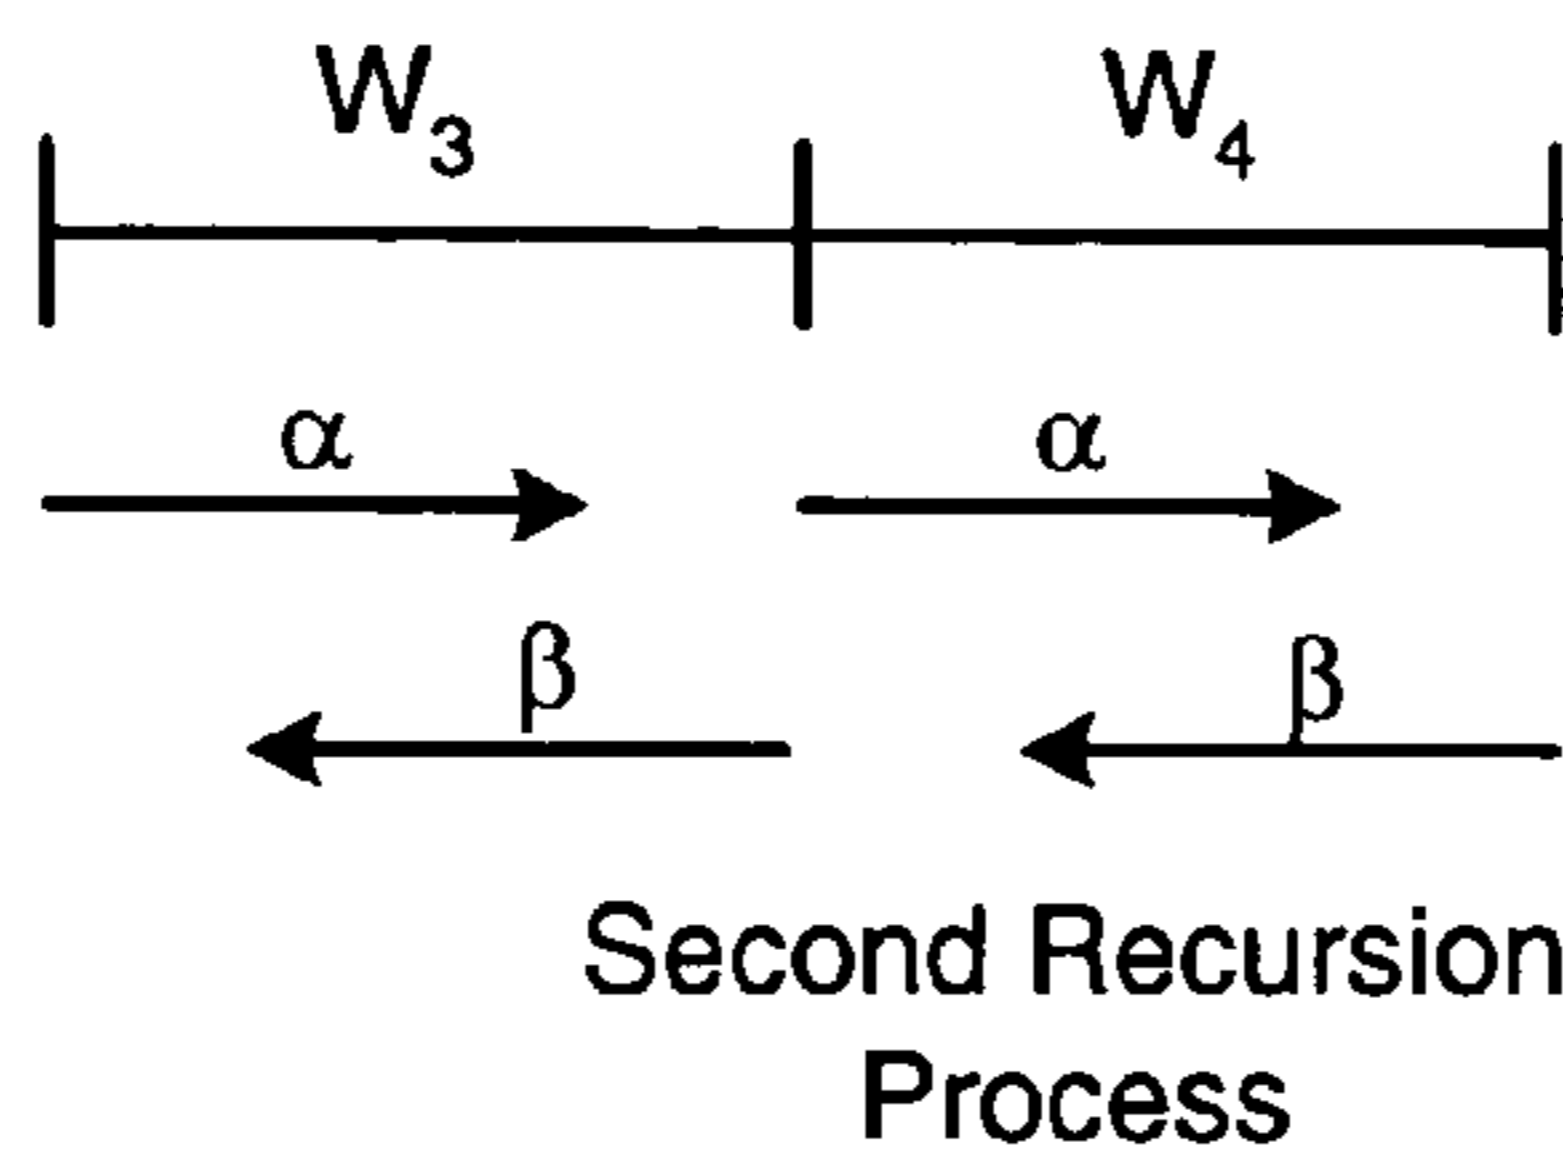 W₃ W₄
α α
β β
Second Recursion
Process